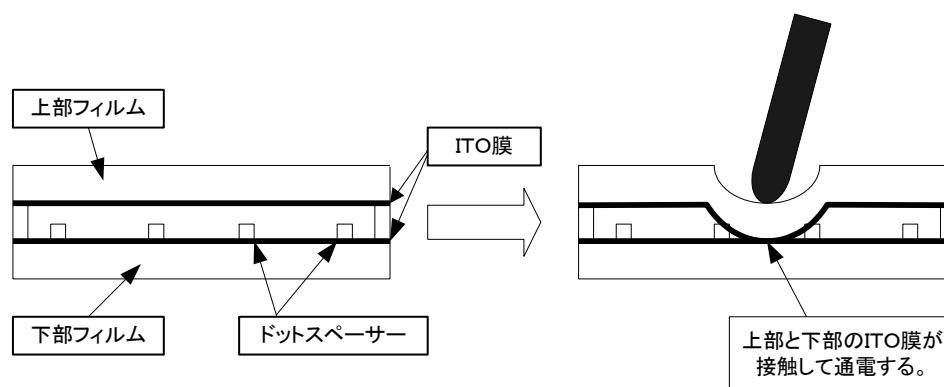 上部フィルム
ITO膜
下部フィルム
ドットスペーサー
上部と下部のITO膜が
接触して通電する。